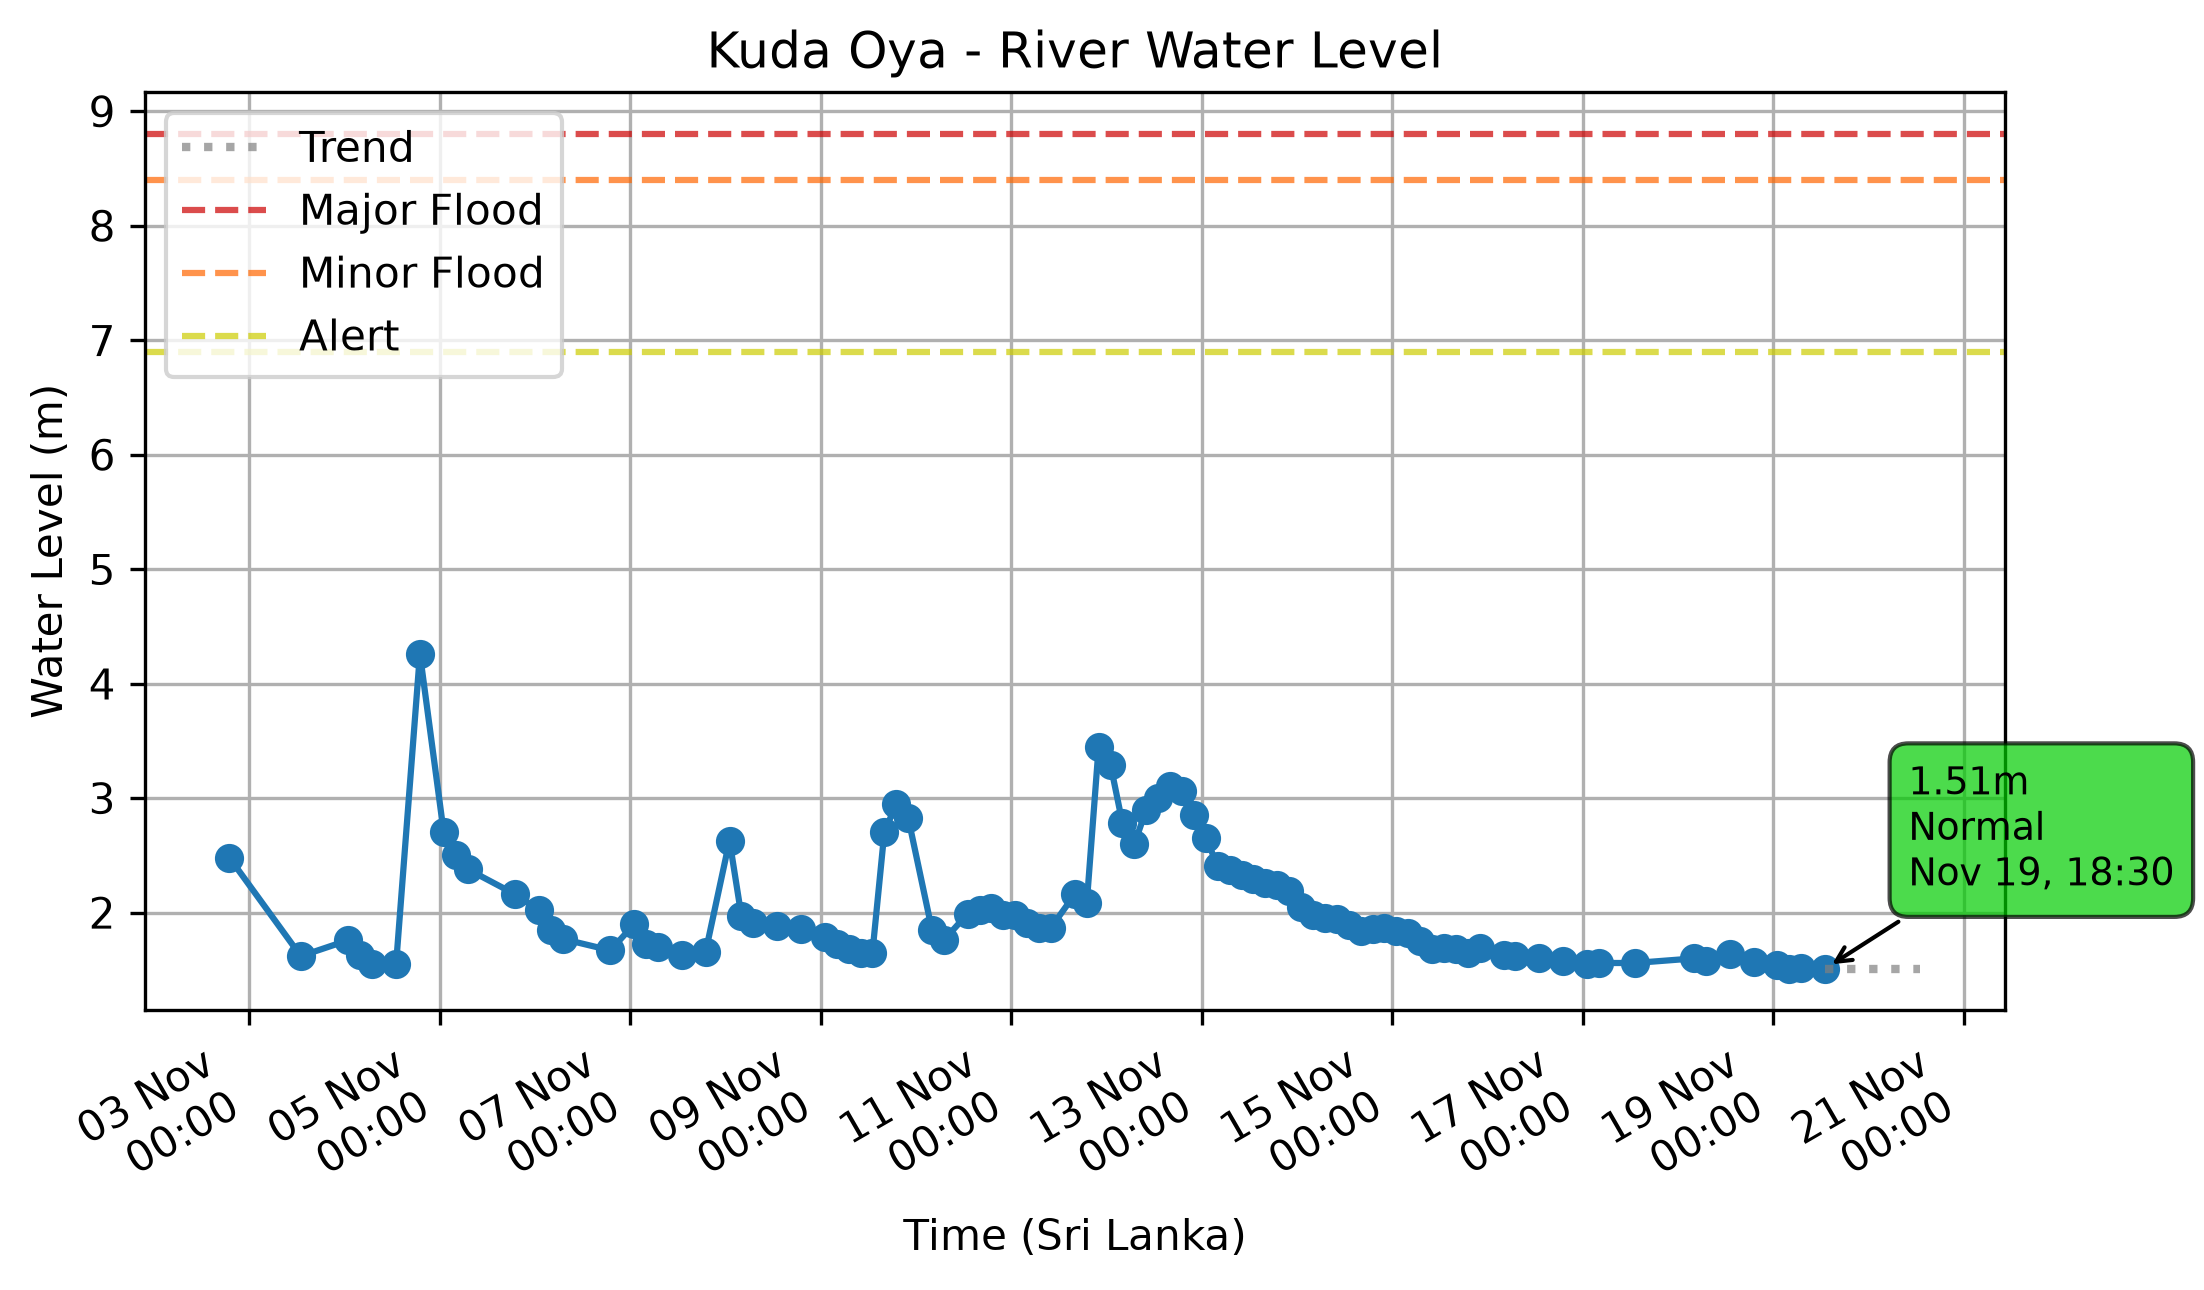 Kuda Oya - River Water Level
9
8
7
6
5
4
3
2
Water Level (m)
Trend
Major Flood
Minor Flood
Alert
1.51m
Normal
Nov 19, 18:30
03 Nov
00:00
05 Nov
00:00
07 Nov
00:00
09 Nov
00:00
11 Nov
00:00
13 Nov
00:00
15 Nov
00:00
17 Nov
00:00
19 Nov
00:00
21 Nov
00:00
Time (Sri Lanka)